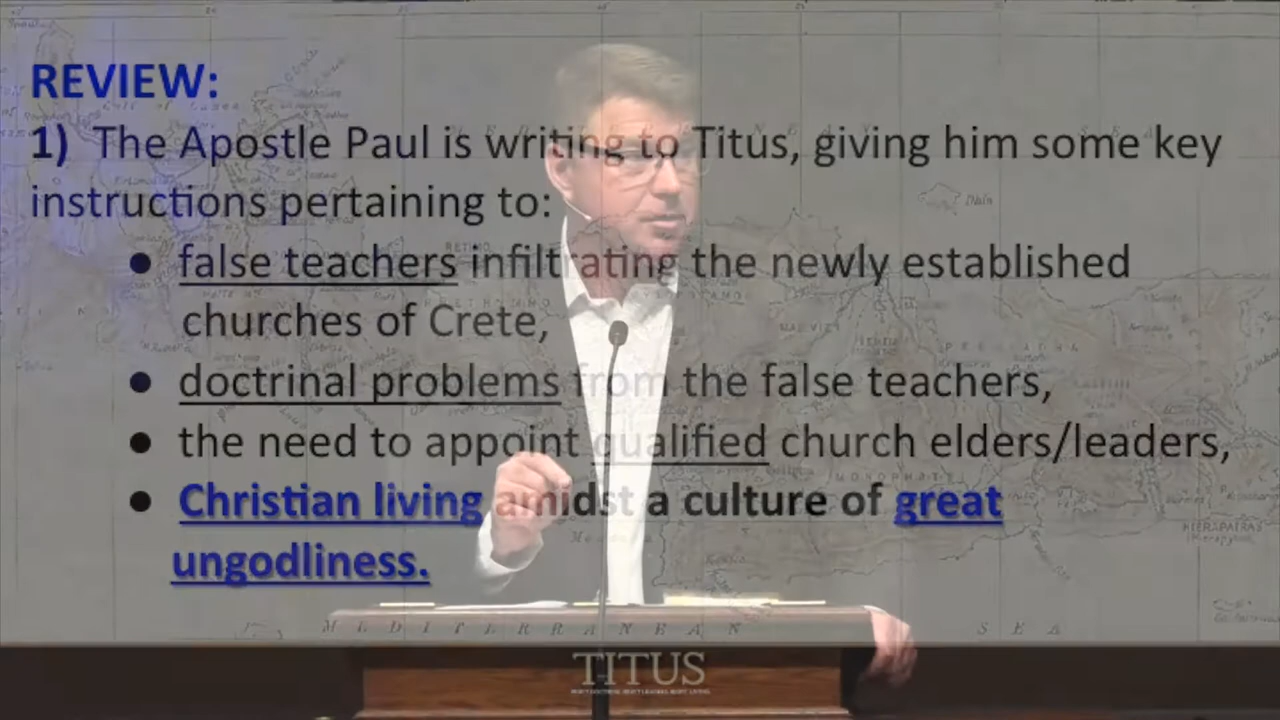 REVIEW:
1) The Apostle Paul is writing to Titus, giving him some key
instructions pertaining to:
● false teachers infiltrating the newly established
churches of Crete,
● doctrinal problems from the false teachers,
● the need to appoint qualified church elders/leaders,
● Christian living amidst a culture of great
ungodliness.
MEDITERRANEAN SEA
TITUS